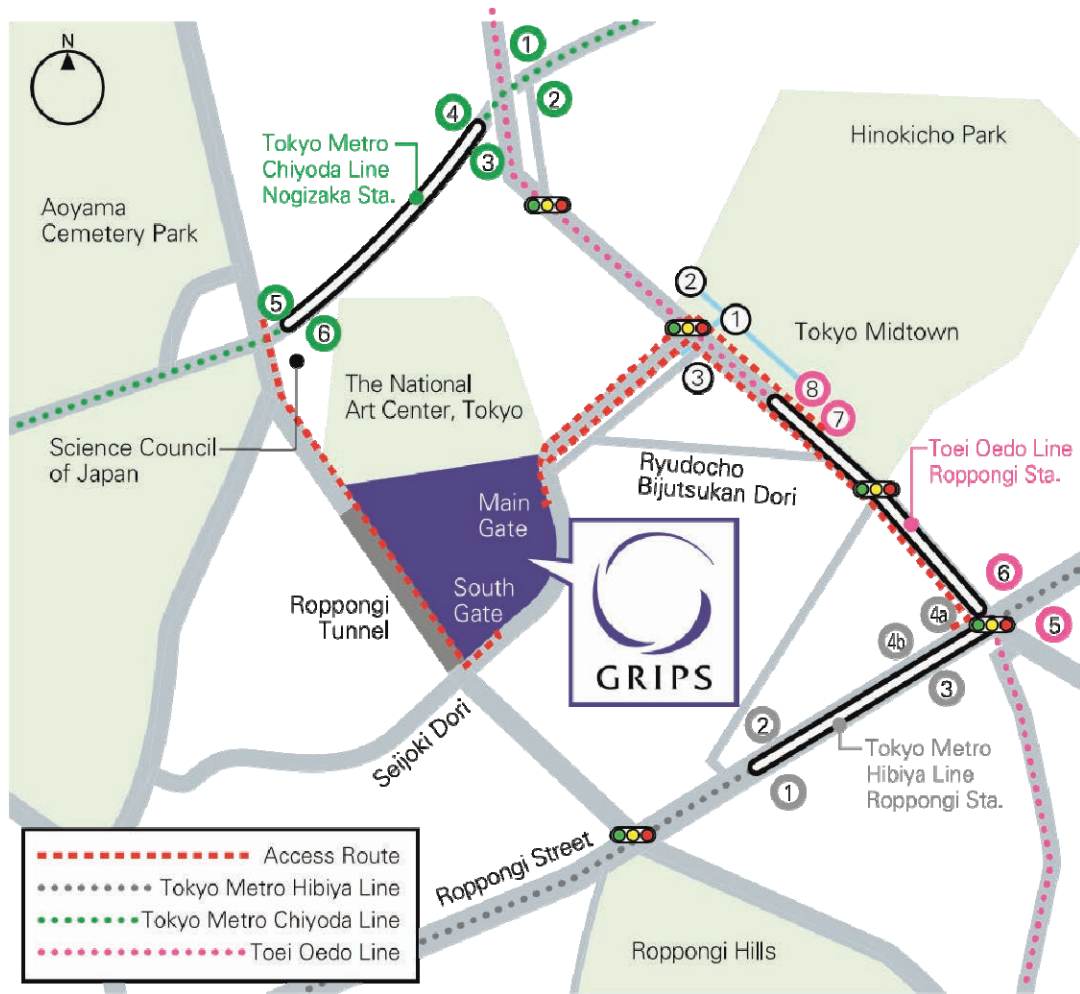 N
1
2
4
3
Tokyo Metro
Chiyoda Line
Nogizaka Sta.
Hinokicho Park
Aoyama
Cemetery Park
5
6
2
1
Tokyo Midtown
3
8
7
The National
Art Center, Tokyo
Science Council
of Japan
Ryudocho
Bijutsukan Dori
Toei Oedo Line
Roppongi Sta.
Main
Gate
South
Gate
Roppongi
Tunnel
GRIPS
6
5
4a
4b
3
2
1
Seijoki Dori
Tokyo Metro
Hibiya Line
Roppongi Sta.
Roppongi Street
Roppongi Hills
Access Route
Tokyo Metro Hibiya Line
Tokyo Metro Chiyoda Line
Toei Oedo Line